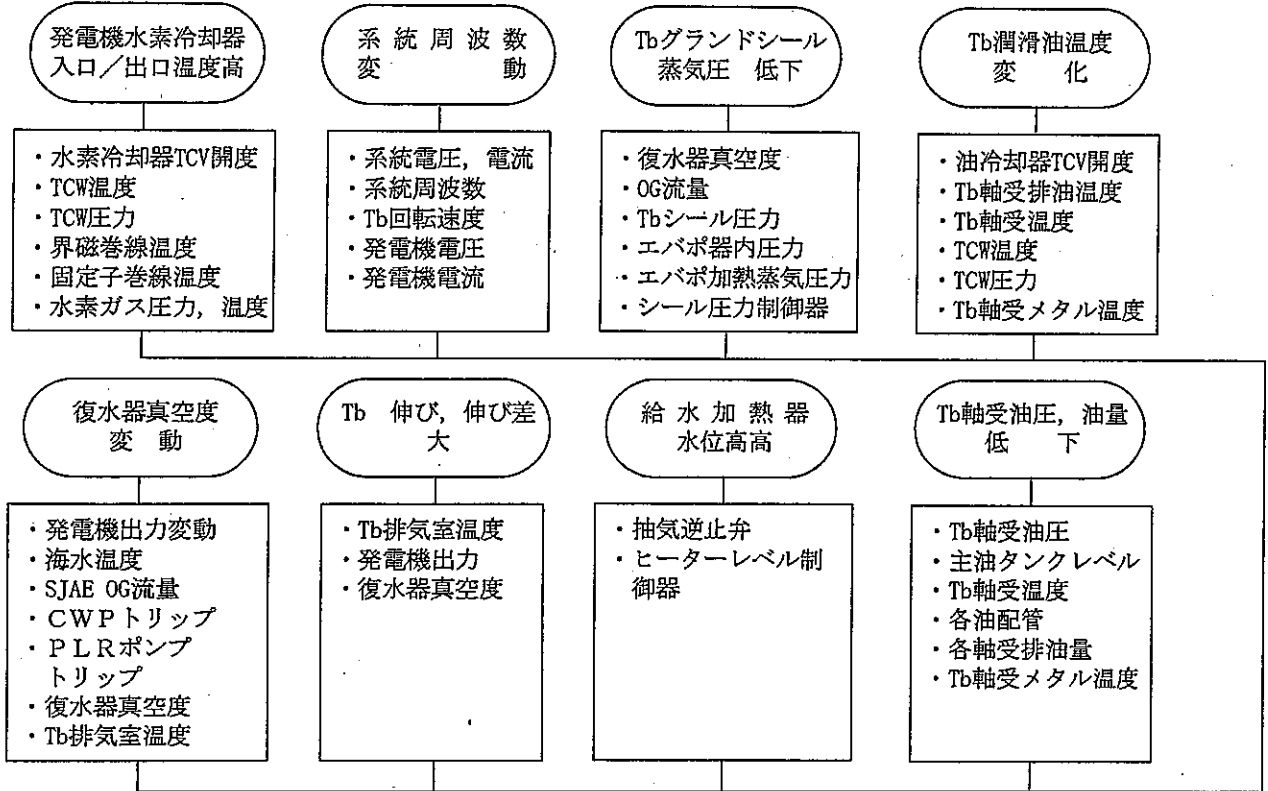 発電機水素冷却器
入口／出口温度高
・水素冷却器TCV開度
・TCW温度
・TCW圧力
・界磁巻線温度
・固定子巻線温度
・水素ガス圧力，温度
系統周波数
変動
・系統電圧，電流
・系統周波数
・Tb回転速度
・発電機電圧
・発電機電流
Tbグランドシール
蒸気圧 低下
・復水器真空度
・OG流量
・Tbシール圧力
・エバポ器内圧力
・エバポ加熱蒸気圧力
・シール圧力制御器
Tb潤滑油温度
変化
・油冷却器TCV開度
・Tb軸受排油温度
・Tb軸受温度
・TCW温度
・TCW圧力
・Tb軸受メタル温度
復水器真空度
変動
・発電機出力変動
・海水温度
・SJAE OG流量
・ＣＷＰトリップ
・ＰＬＲポンプ
トリップ
・復水器真空度
・Tb排気室温度
Tb 伸び，伸び差
大
・Tb排気室温度
・発電機出力
・復水器真空度
給水加熱器
水位高高
・抽気逆止弁
・ヒーターレベル制
御器
Tb軸受油圧，油量
低下
・Tb軸受油圧
・主油タンクレベル
・Tb軸受温度
・各油配管
・各軸受排油量
・Tb軸受メタル温度